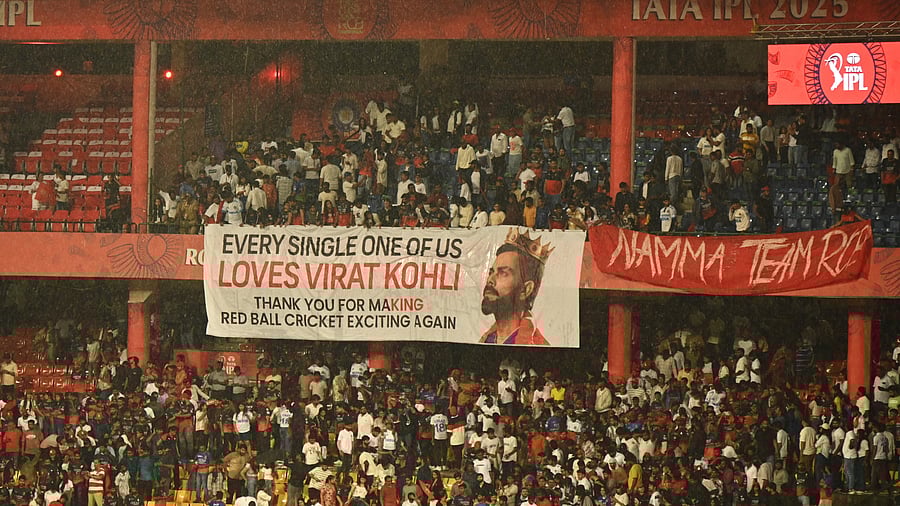 IPL
TATA IPL 2025
TATA
IPL
EVERY SINGLE ONE OF US
LOVES VIRAT KOHLI
THANK YOU FOR MAKING
RED BALL CRICKET EXCITING AGAIN
NAMMA TEAM RCB
18